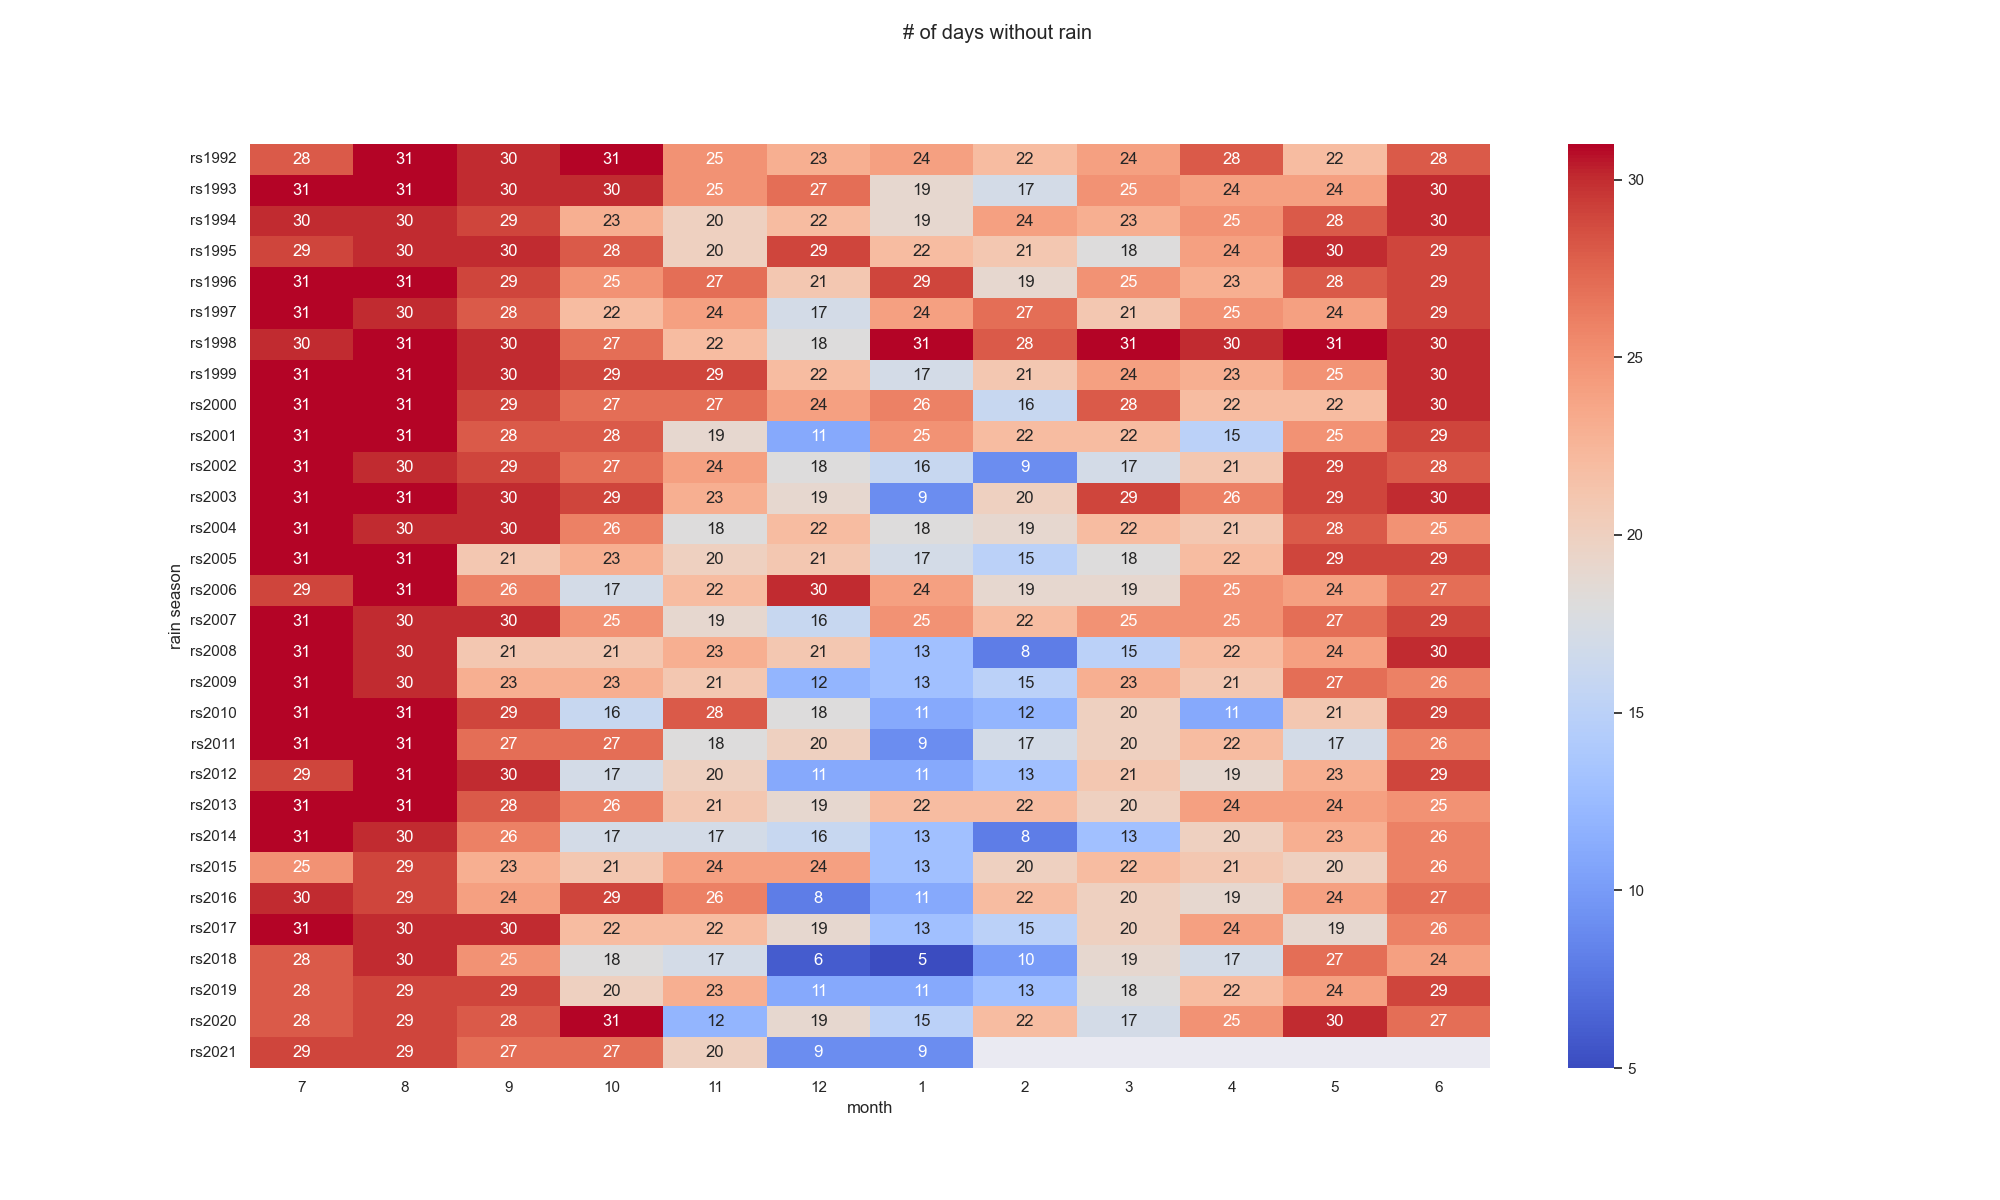 # of days without rain
rs1992 28 31 30 31 25 23 24 22 24 28 22 28
rs1993 31 31 30 30 25 27 19 17 25 24 24 30
rs1994 30 30 29 23 20 22 19 24 23 25 28 30
rs1995 29 30 30 28 20 29 22 21 18 24 30 29
rs1996 31 31 29 25 27 21 29 19 25 23 28 29
rs1997 31 30 28 22 24 17 24 27 21 25 24 29
rs1998 30 31 30 27 22 18 31 28 31 30 31 30
rs1999 31 31 30 29 29 22 17 21 24 23 25 30
rs2000 31 31 29 27 27 24 26 16 28 22 22 30
rs2001 31 31 28 28 19 11 25 22 22 15 25 29
rs2002 31 30 29 27 24 18 16 9 17 21 29 28
rs2003 31 31 30 29 23 19 9 20 29 26 29 30
rs2004 31 30 30 26 18 22 18 19 22 21 28 25
rs2005 31 31 21 23 20 21 17 15 18 22 29 29
rs2006 29 31 26 17 22 30 24 19 19 25 24 27
rs2007 31 30 30 25 19 16 25 22 25 25 27 29
rs2008 31 30 21 21 23 21 13 8 15 22 24 30
rs2009 31 30 23 23 21 12 13 15 23 21 27 26
rs2010 31 31 29 16 28 18 11 12 20 11 21 29
rs2011 31 31 27 27 18 20 9 17 20 22 17 26
rs2012 29 31 30 17 20 11 11 13 21 19 23 29
rs2013 31 31 28 26 21 19 22 22 20 24 24 25
rs2014 31 30 26 17 17 16 13 8 13 20 23 26
rs2015 25 29 23 21 24 24 13 20 22 21 20 26
rs2016 30 29 24 29 26 8 11 22 20 19 24 27
rs2017 31 30 30 22 22 19 13 15 20 24 19 26
rs2018 28 30 25 18 17 6 5 10 19 17 27 24
rs2019 28 29 29 20 23 11 11 13 18 22 24 29
rs2020 28 29 28 31 12 19 15 22 17 25 30 27
rs2021 29 29 27 27 20 9 9
7 8 9 10 11 12 1 2 3 4 5 6
month
rain season
30
25
20
15
10
5